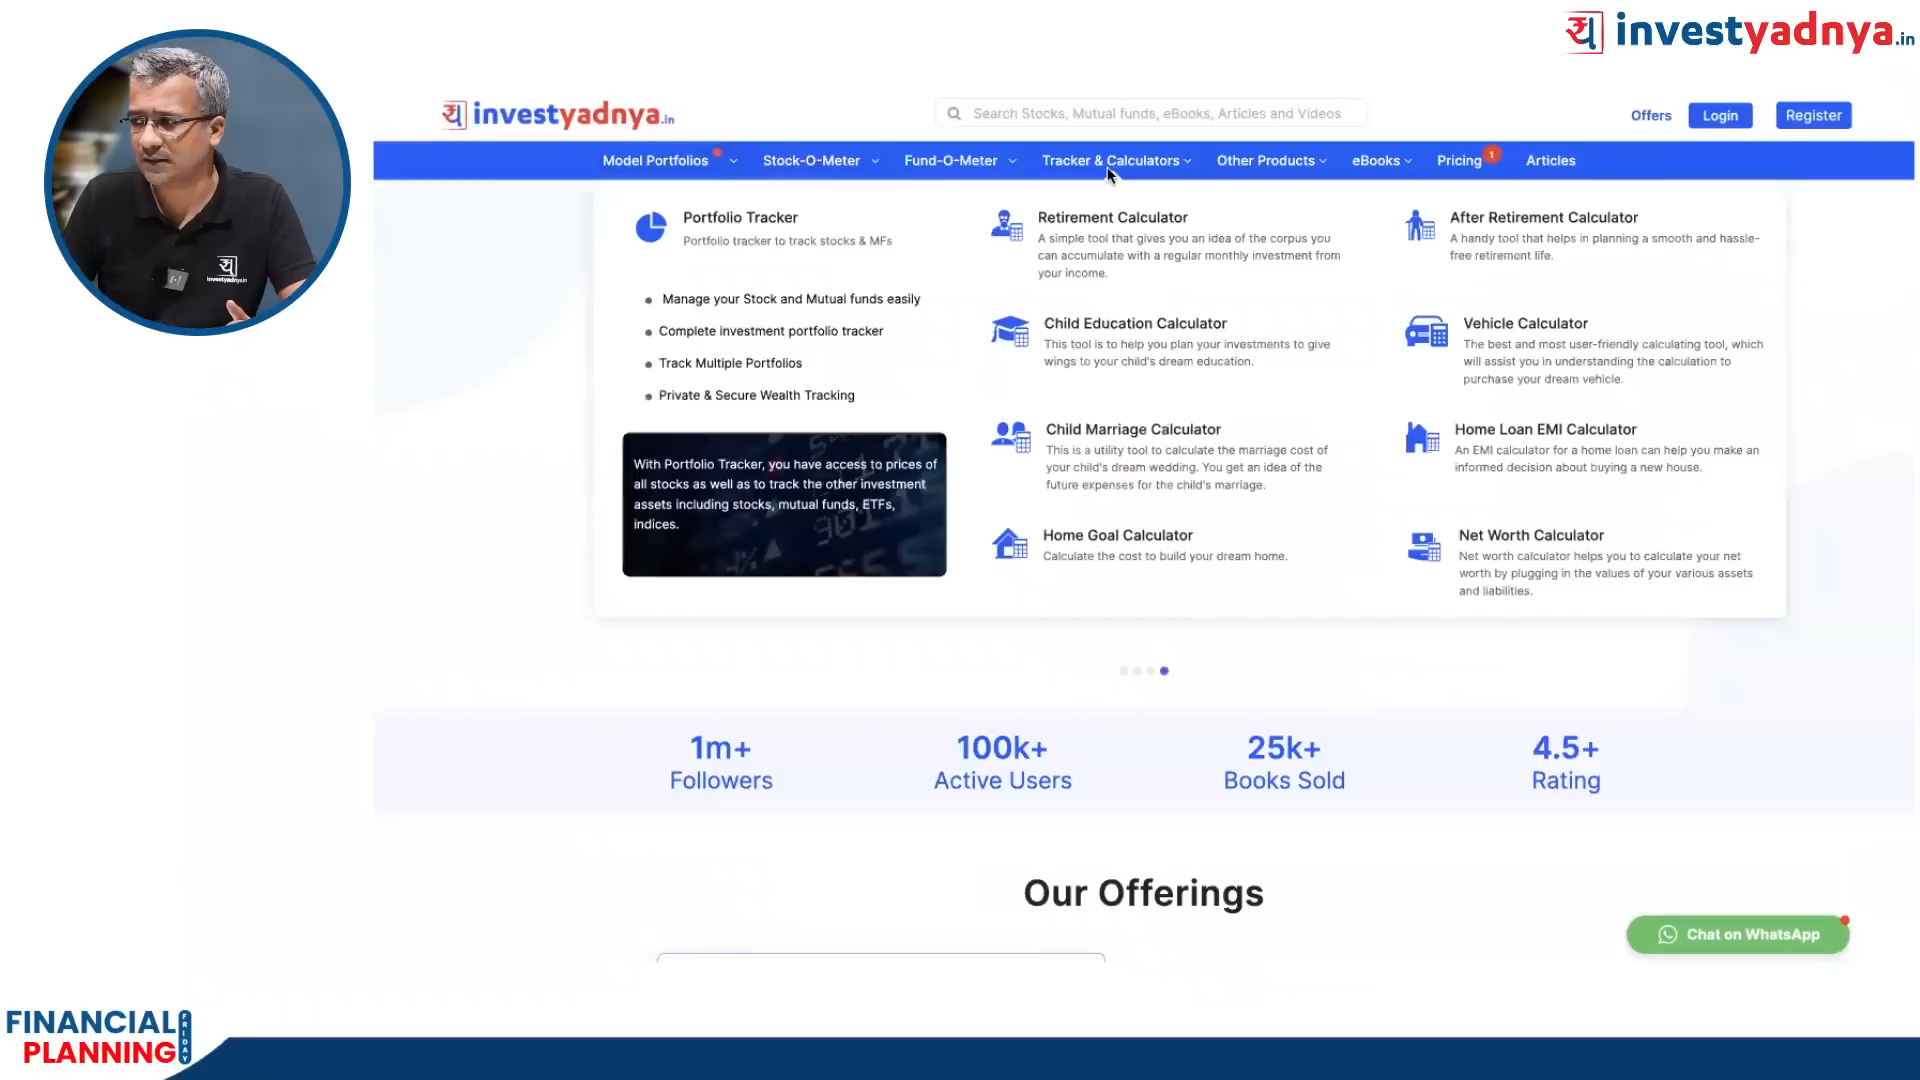 investyadnya.in
investyadnya.in
Search Stocks, Mutual funds, eBooks, Articles and Videos
Offers
Login
Register
Model Portfolios
Stock-O-Meter
Fund-O-Meter
Tracker & Calculators
Other Products
eBooks
Pricing
1
Articles
Portfolio Tracker
Portfolio tracker to track stocks & MFs
Manage your Stock and Mutual funds easily
Complete investment portfolio tracker
Track Multiple Portfolios
Private & Secure Wealth Tracking
With Portfolio Tracker, you have access to prices of
all stocks as well as to track the other investment
assets including stocks, mutual funds, ETFs,
indices.
Retirement Calculator
A simple tool that gives you an idea of the corpus you
can accumulate with a regular monthly investment from
your income.
After Retirement Calculator
A handy tool that helps in planning a smooth and hassle-
free retirement life.
Child Education Calculator
This tool is to help you plan your investments to give
wings to your child's dream education.
Vehicle Calculator
The best and most user-friendly calculating tool, which
will assist you in understanding the calculation to
purchase your dream vehicle.
Child Marriage Calculator
This is a utility tool to calculate the marriage cost of
your child's dream wedding. You get an idea of the
future expenses for the child's marriage.
Home Loan EMI Calculator
An EMI calculator for a home loan can help you make an
informed decision about buying a new house.
Home Goal Calculator
Calculate the cost to build your dream home.
Net Worth Calculator
Net worth calculator helps you to calculate your net
worth by plugging in the values of your various assets
and liabilities.
1m+
Followers
100k+
Active Users
25k+
Books Sold
4.5+
Rating
Our Offerings
Chat on WhatsApp
FINANCIAL
PLANNING
FRIDAY